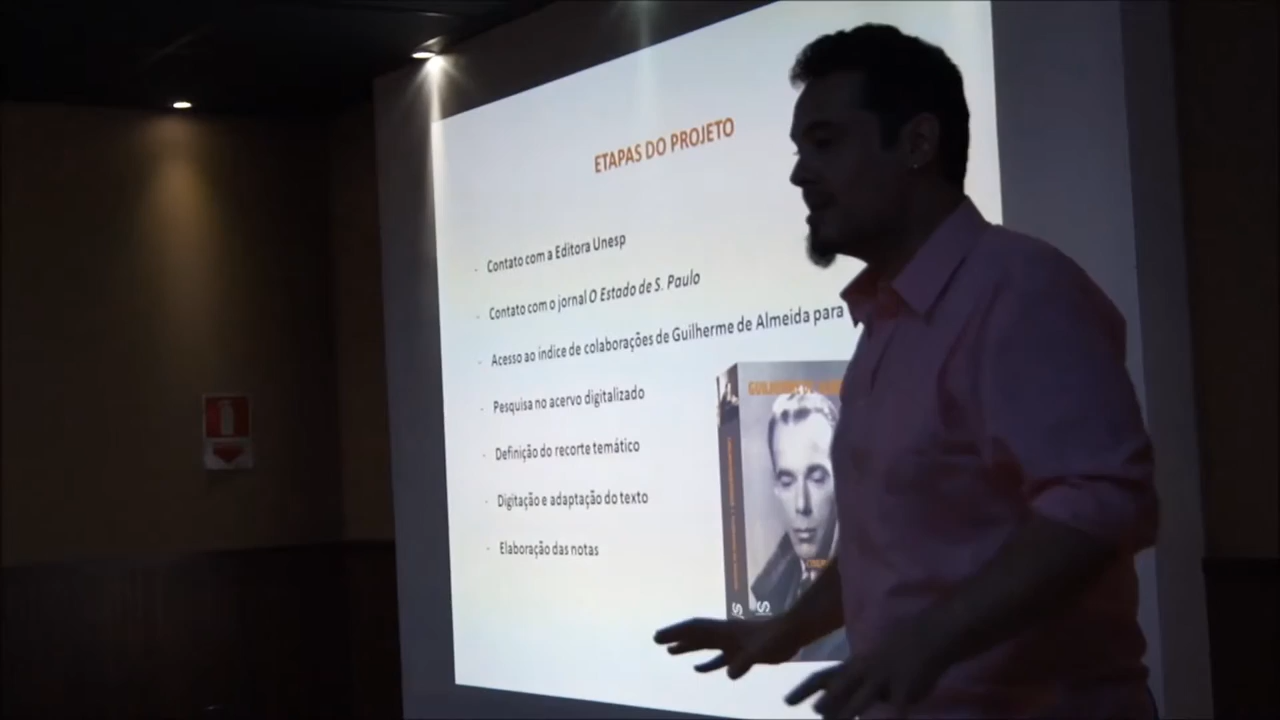 ETAPAS DO PROJETO
- Contato com a Editora Unesp
- Contato com o jornal O Estado de S. Paulo
- Acesso ao índice de colaborações de Guilherme de Almeida para
- Pesquisa no acervo digitalizado
- Definição do recorte temático
- Digitação e adaptação do texto
- Elaboração das notas
GUILHERME DE